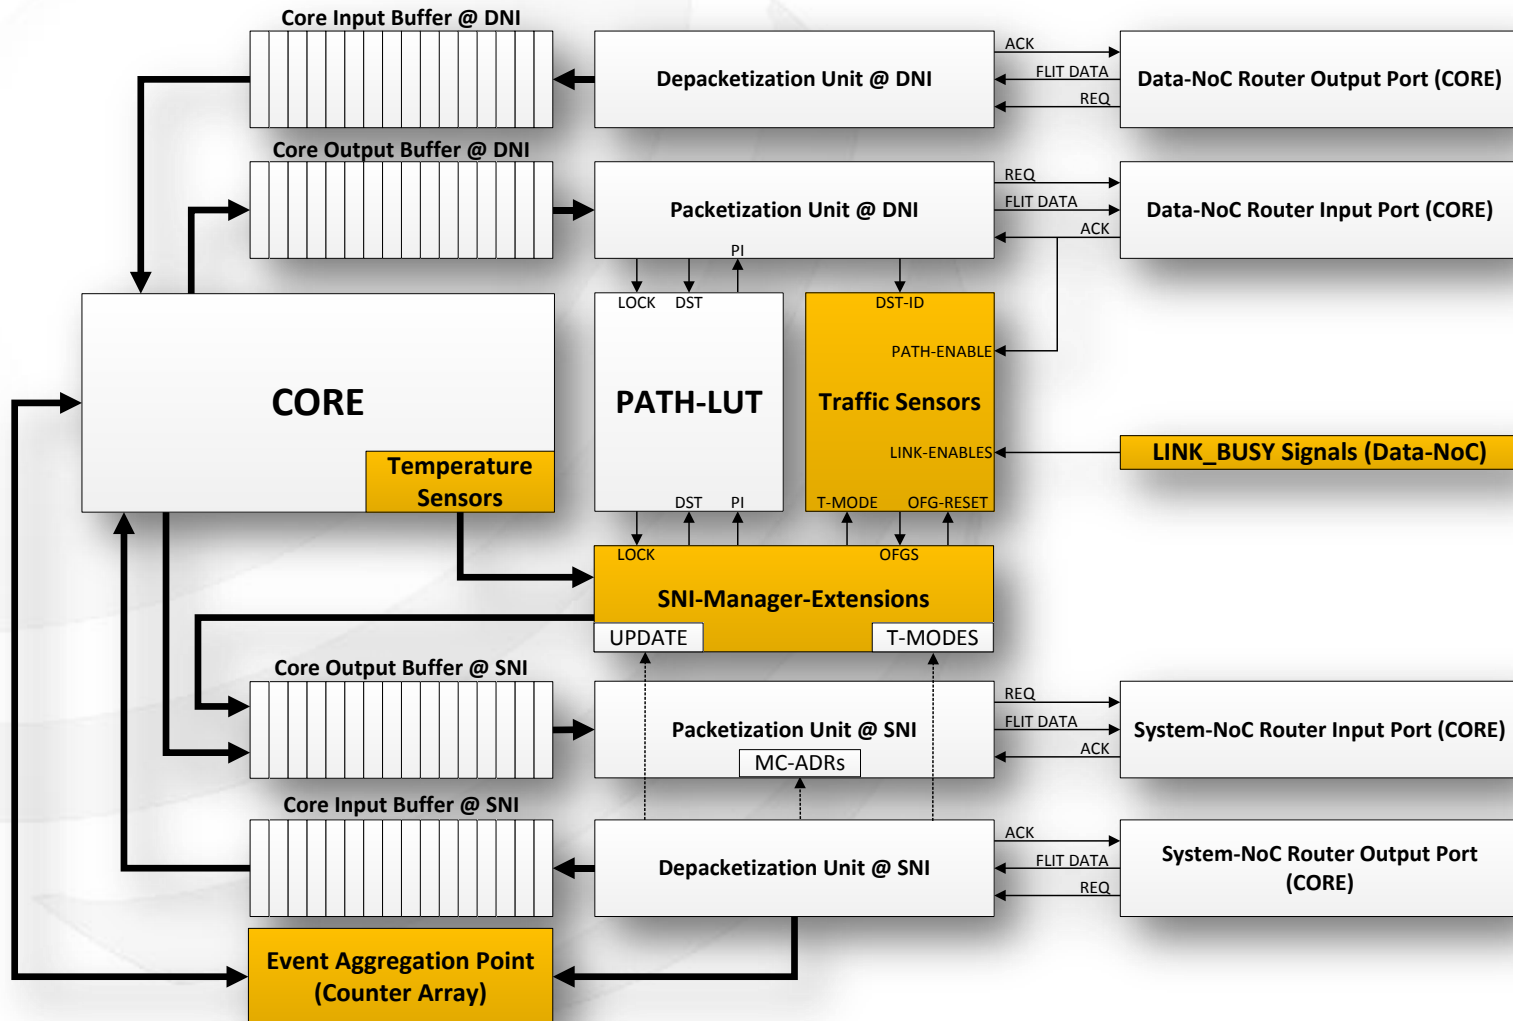 Core Input Buffer @ DNI
Depacketization Unit @ DNI
ACK
FLIT DATA
REQ
Data-NoC Router Output Port (CORE)
Core Output Buffer @ DNI
Packetization Unit @ DNI
PI
REQ
FLIT DATA
ACK
Data-NoC Router Input Port (CORE)
LOCK
DST
DST-ID
PATH-ENABLE
CORE
PATH-LUT
Traffic Sensors
LINK-ENABLES
LINK_BUSY Signals (Data-NoC)
Temperature
Sensors
DST
PI
T-MODE
OFG-RESET
LOCK
OFGS
SNI-Manager-Extensions
UPDATE
T-MODES
Core Output Buffer @ SNI
Packetization Unit @ SNI
MC-ADRs
REQ
FLIT DATA
ACK
System-NoC Router Input Port (CORE)
Core Input Buffer @ SNI
Depacketization Unit @ SNI
ACK
FLIT DATA
REQ
System-NoC Router Output Port
(CORE)
Event Aggregation Point
(Counter Array)